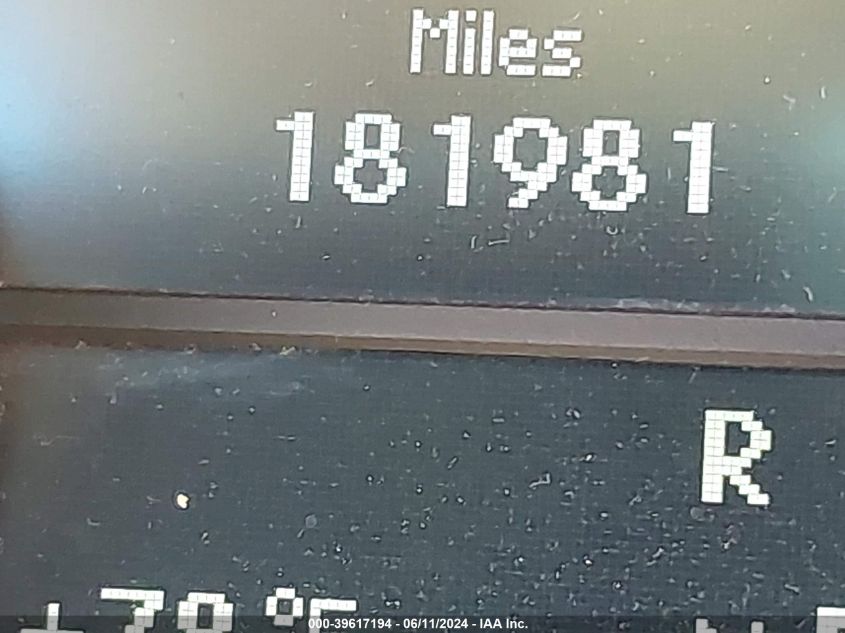 Miles
181981
R
000-39617194 - 06/11/2024 - IAA Inc.